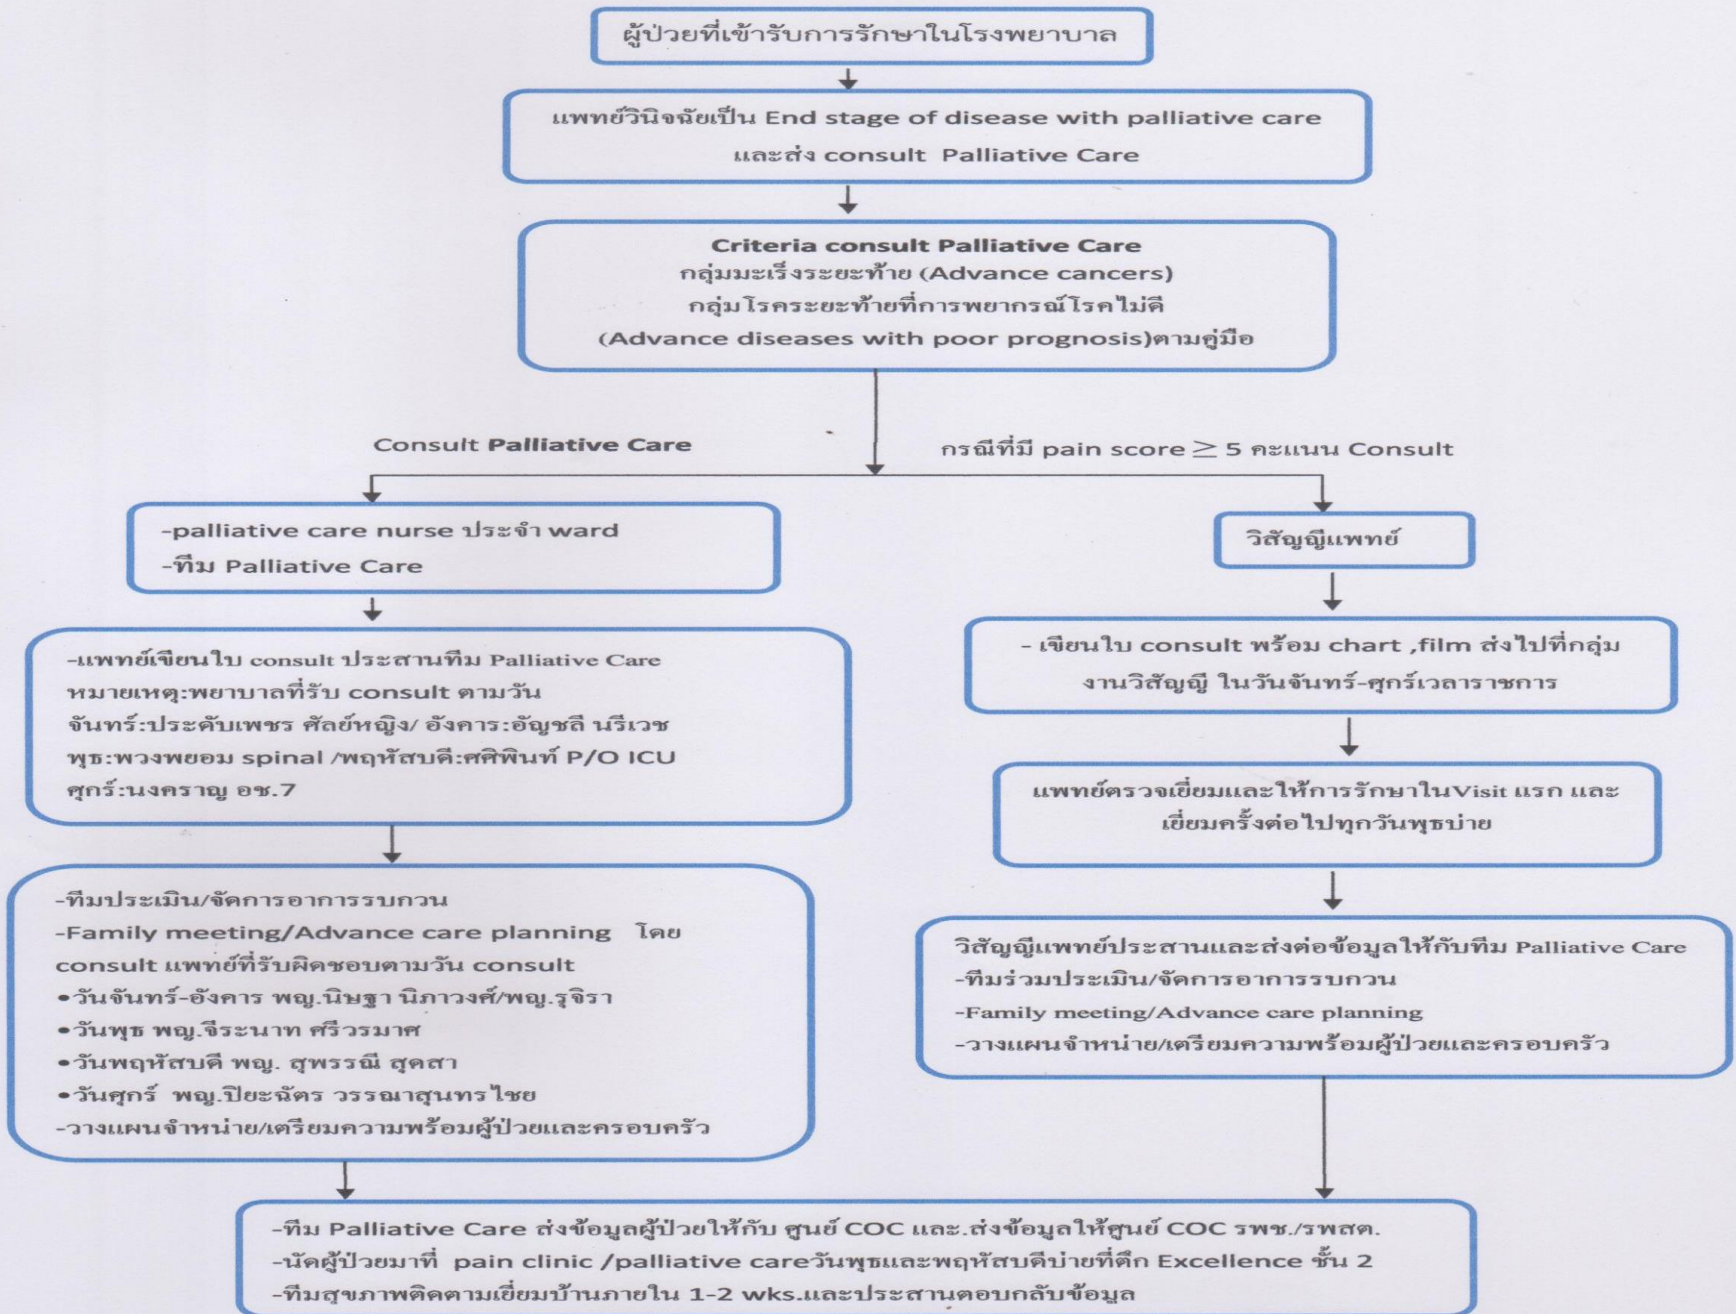 ผู้ป่วยที่เข้ารับการรักษาในโรงพยาบาล
แพทย์วินิจฉัยเป็น End stage of disease with palliative care
และส่ง consult Palliative Care
Criteria consult Palliative Care
กลุ่มมะเร็งระยะท้าย (Advance cancers)
กลุ่มโรคระยะท้ายที่การพยากรณ์โรคไม่ดี
(Advance diseases with poor prognosis)ตามคู่มือ
Consult Palliative Care
กรณีที่มี pain score ≥ 5 คะแนน Consult
-palliative care nurse ประจำ ward
-ทีม Palliative Care
-แพทย์เขียนใบ consult ประสานทีม Palliative Care
หมายเหตุ:พยาบาลที่รับ consult ตามวัน
จันทร์:ประดับเพชร ศัลย์หญิง/ อังคาร:อัญชลี นรีเวช
พุธ:พวงพยอม spinal /พฤหัสบดี:ศศิพินท์ P/O ICU
ศุกร์:นงคราญ อช.7
-ทีมประเมิน/จัดการอาการรบกวน
-Family meeting/Advance care planning โดย
consult แพทย์ที่รับผิดชอบตามวัน consult
•วันจันทร์-อังคาร พญ.นิษฐา นิภาวงศ์/พญ.รุจิรา
•วันพุธ พญ.จีระนาท ศรีวรมาศ
•วันพฤหัสบดี พญ. สุพรรณี สุดสา
•วันศุกร์ พญ.ปิยะฉัตร วรรณาสุนทรไชย
-วางแผนจำหน่าย/เตรียมความพร้อมผู้ป่วยและครอบครัว
วิสัญญีแพทย์
- เขียนใบ consult พร้อม chart ,film ส่งไปที่กลุ่ม
งานวิสัญญี ในวันจันทร์-ศุกร์เวลาราชการ
แพทย์ตรวจเยี่ยมและให้การรักษาในVisit แรก และ
เยี่ยมครั้งต่อไปทุกวันพุธบ่าย
วิสัญญีแพทย์ประสานและส่งต่อข้อมูลให้กับทีม Palliative Care
-ทีมร่วมประเมิน/จัดการอาการรบกวน
-Family meeting/Advance care planning
-วางแผนจำหน่าย/เตรียมความพร้อมผู้ป่วยและครอบครัว
-ทีม Palliative Care ส่งข้อมูลผู้ป่วยให้กับ ศูนย์ COC และ.ส่งข้อมูลให้ศูนย์ COC รพช./รพสต.
-นัดผู้ป่วยมาที่ pain clinic /palliative careวันพุธและพฤหัสบดีบ่ายที่ตึก Excellence ชั้น 2
-ทีมสุขภาพติดตามเยี่ยมบ้านภายใน 1-2 wks.และประสานตอบกลับข้อมูล